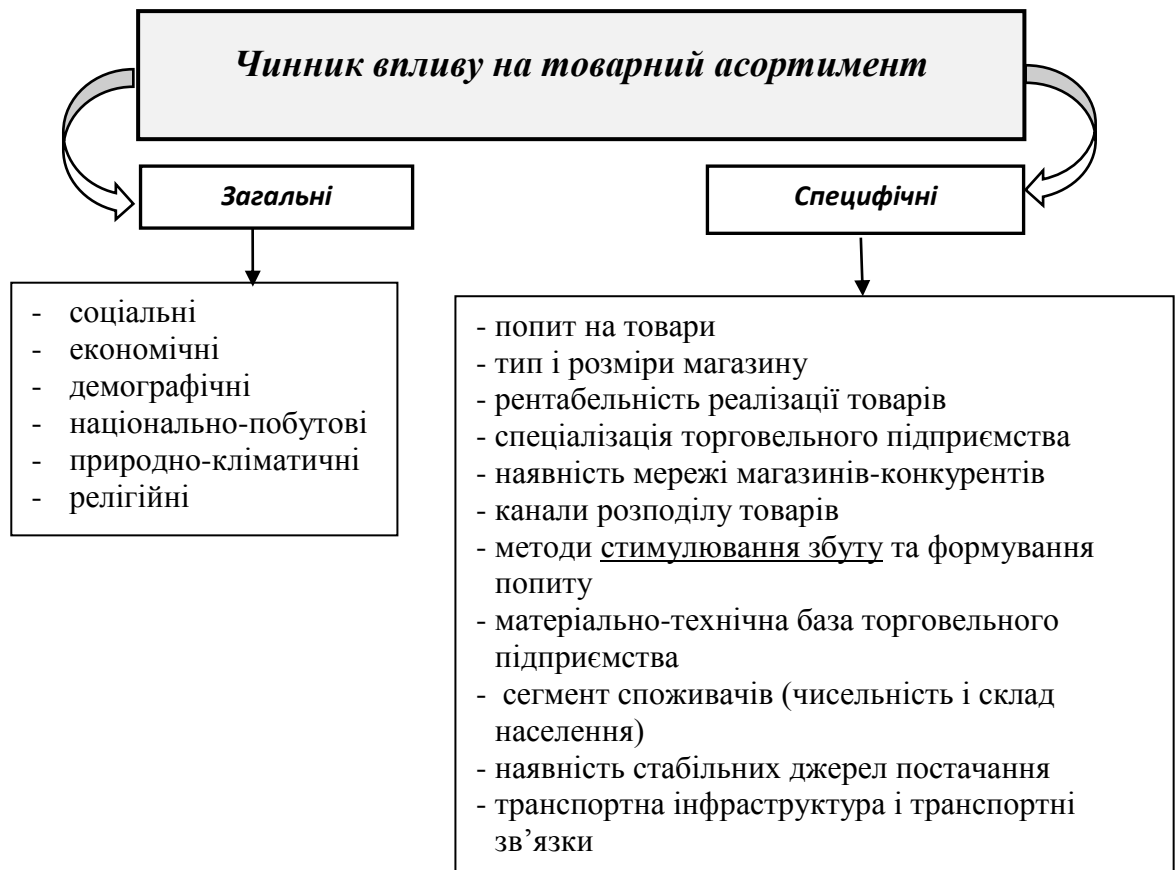 Чинник впливу на товарний асортимент
Загальні
Специфічні
- соціальні
- економічні
- демографічні
- національно-побутові
- природно-кліматичні
- релігійні
- попит на товари
- тип і розміри магазину
- рентабельність реалізації товарів
- спеціалізація торговельного підприємства
- наявність мережі магазинів-конкурентів
- канали розподілу товарів
- методи стимулювання збуту та формування
попиту
- матеріально-технічна база торговельного
підприємства
- сегмент споживачів (чисельність і склад
населення)
- наявність стабільних джерел постачання
- транспортна інфраструктура і транспортні
зв’язки